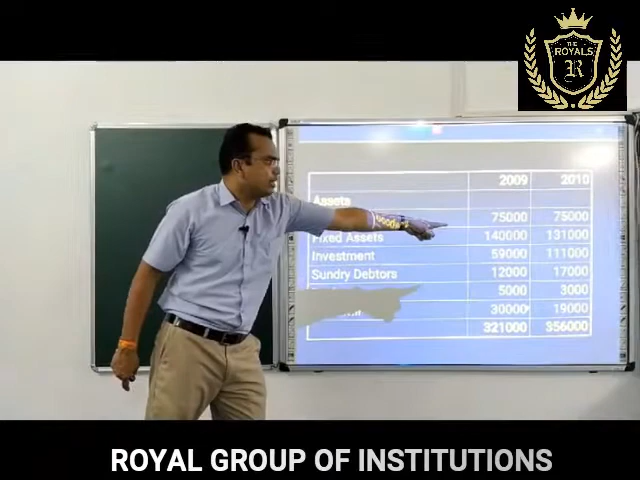 THE
ROYALS
R
2009 2010
Assets
75000 75000
Fixed Assets 140000 131000
Investment 59000 111000
Sundry Debtors 12000 17000
5000 3000
30000 19000
321000 356000
ROYAL GROUP OF INSTITUTIONS